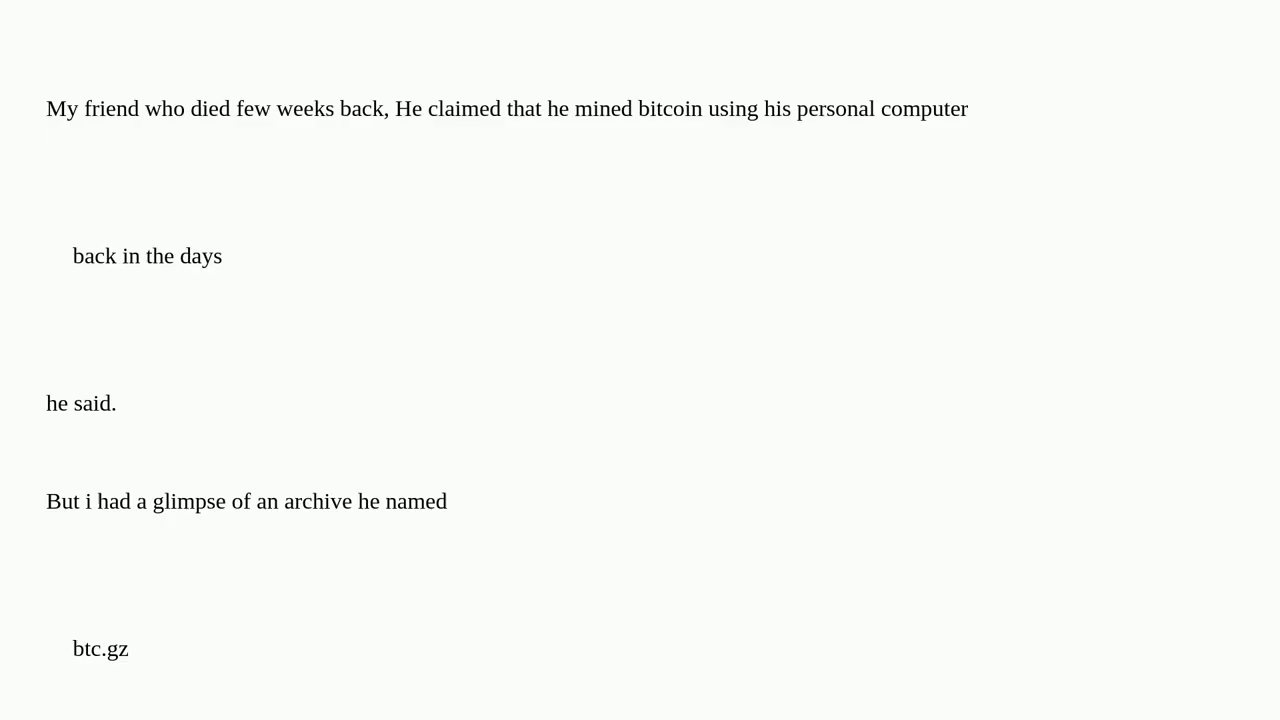 My friend who died few weeks back, He claimed that he mined bitcoin using his personal computer
back in the days
he said.
But i had a glimpse of an archive he named
btc.gz